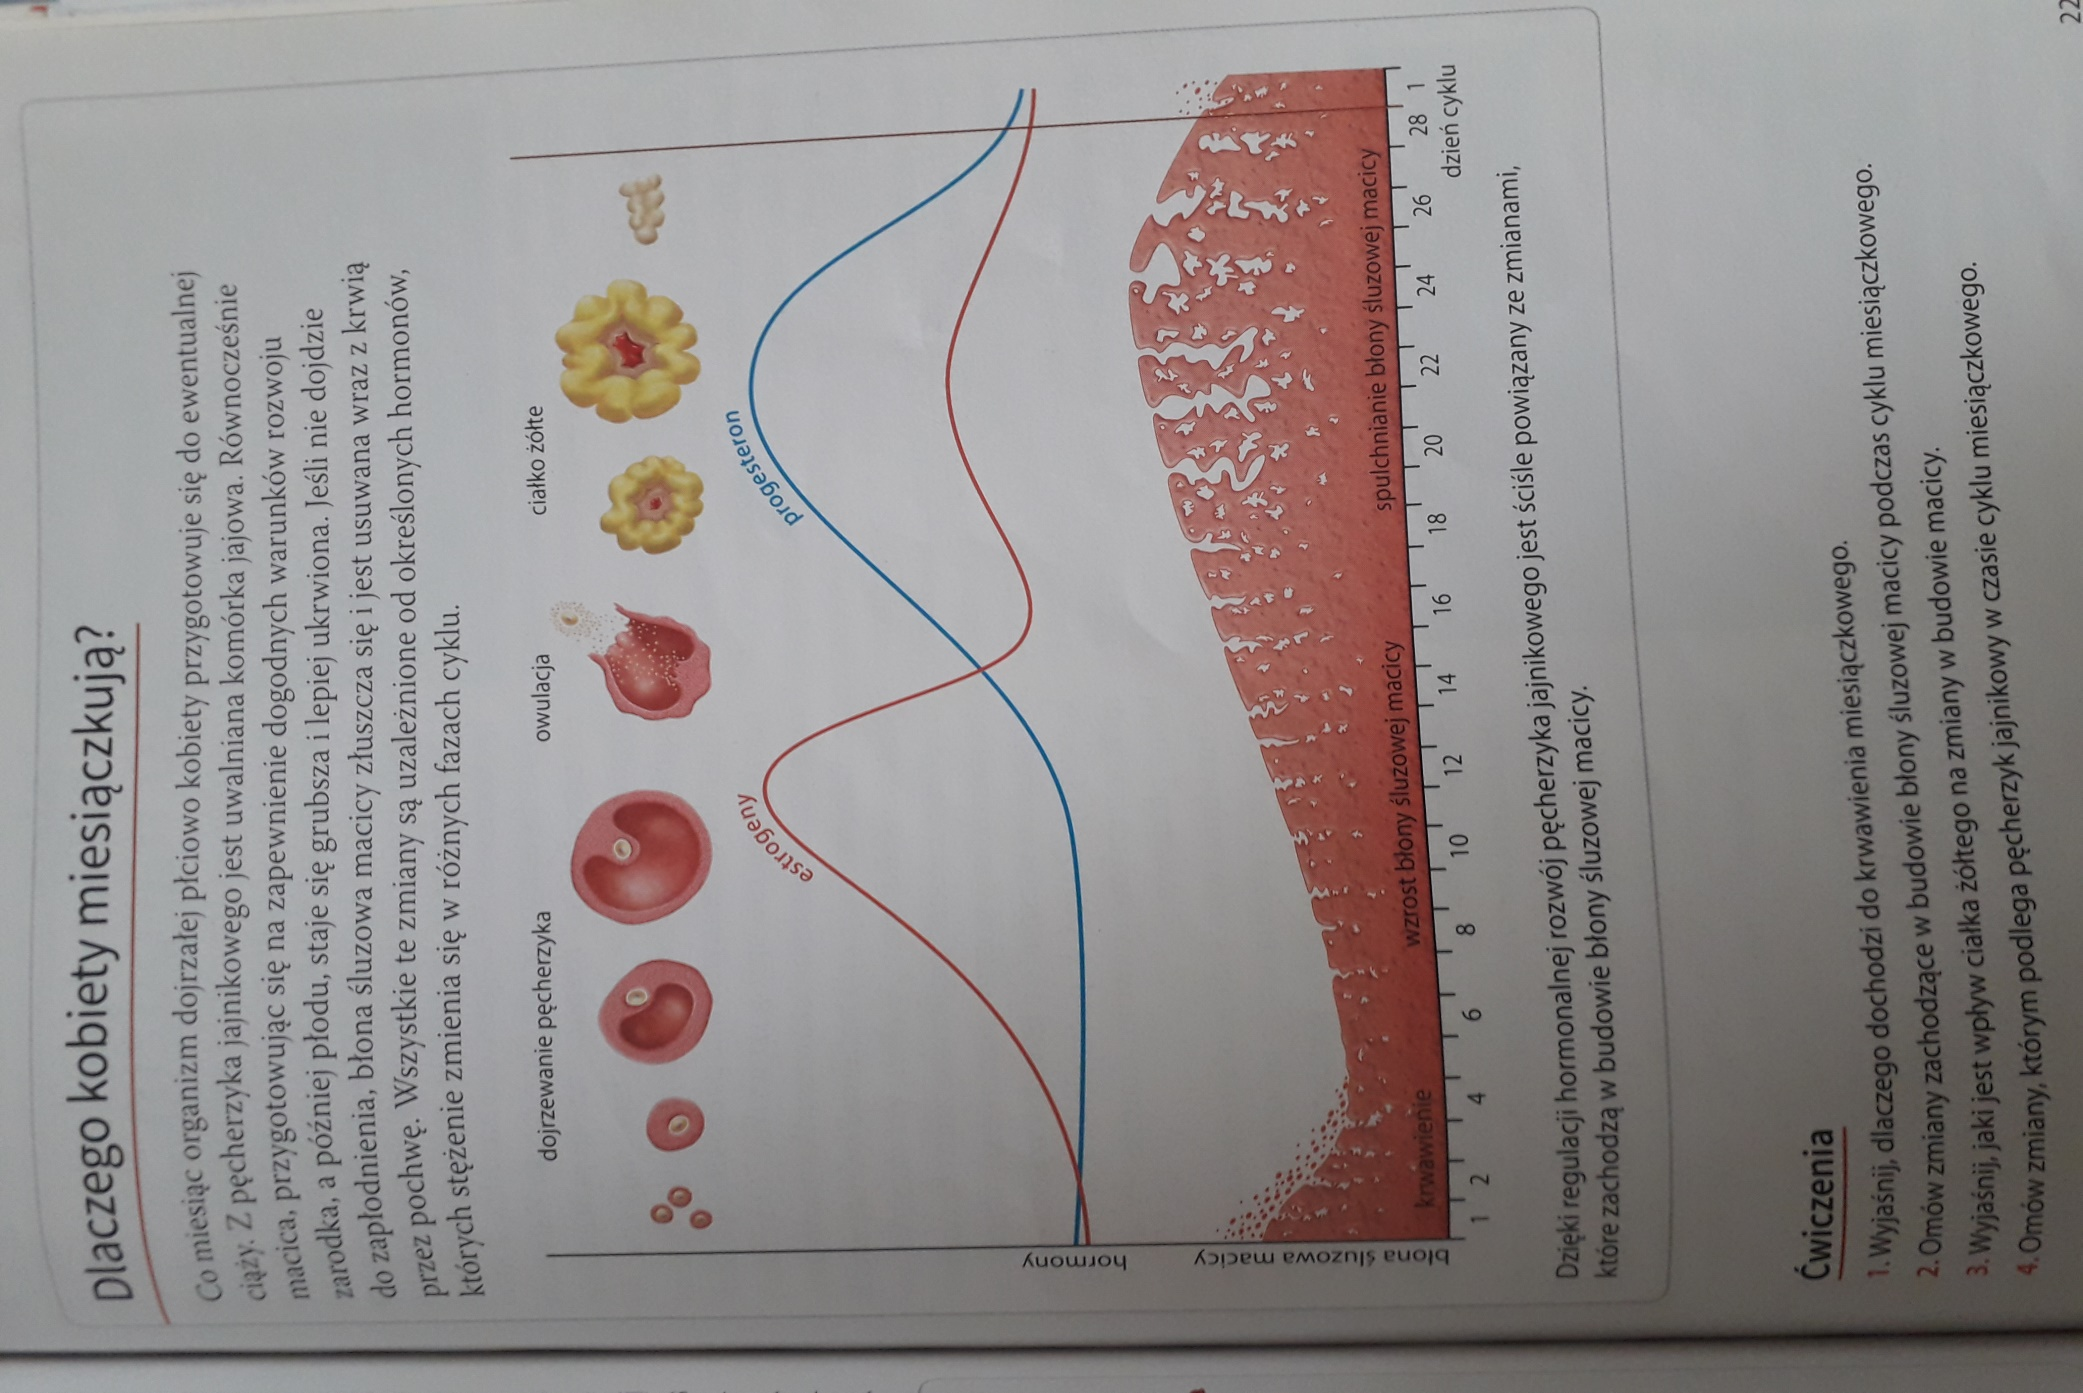 Dlaczego kobiety miesiączkują?
Co miesiąc organizm dojrzałej płciowo kobiety przygotowuje się do ewentualnej
ciąży. Z pęcherzyka jajnikowego jest uwalniana komórka jajowa. Równocześnie
macica, przygotowując się na zapewnienie dogodnych warunków rozwoju
zarodka, a później płodu, staje się grubsza i lepiej ukrwiona. Jeśli nie dojdzie
do zapłodnienia, błona śluzowa macicy złuszcza się i jest usuwana wraz z krwią
przez pochwę. Wszystkie te zmiany są uzależnione od określonych hormonów,
których stężenie zmienia się w różnych fazach cyklu.
dojrzewanie pęcherzyka
owulacja
ciałko żółte
estrogeny
progesteron
hormony
błona śluzowa macicy
krwawienie
wzrost błony śluzowej macicy
spulchnianie błony śluzowej macicy
1 2 4 6 8 10 12 14 16 18 20 22 24 26 28 1
dzień cyklu
Dzięki regulacji hormonalnej rozwój pęcherzyka jajnikowego jest ściśle powiązany ze zmianami,
które zachodzą w budowie błony śluzowej macicy.
Ćwiczenia
1. Wyjaśnij, dlaczego dochodzi do krwawienia miesiączkowego.
2. Omów zmiany zachodzące w budowie błony śluzowej macicy podczas cyklu miesiączkowego.
3. Wyjaśnij, jaki jest wpływ ciałka żółtego na zmiany w budowie macicy.
4. Omów zmiany, którym podlega pęcherzyk jajnikowy w czasie cyklu miesiączkowego.